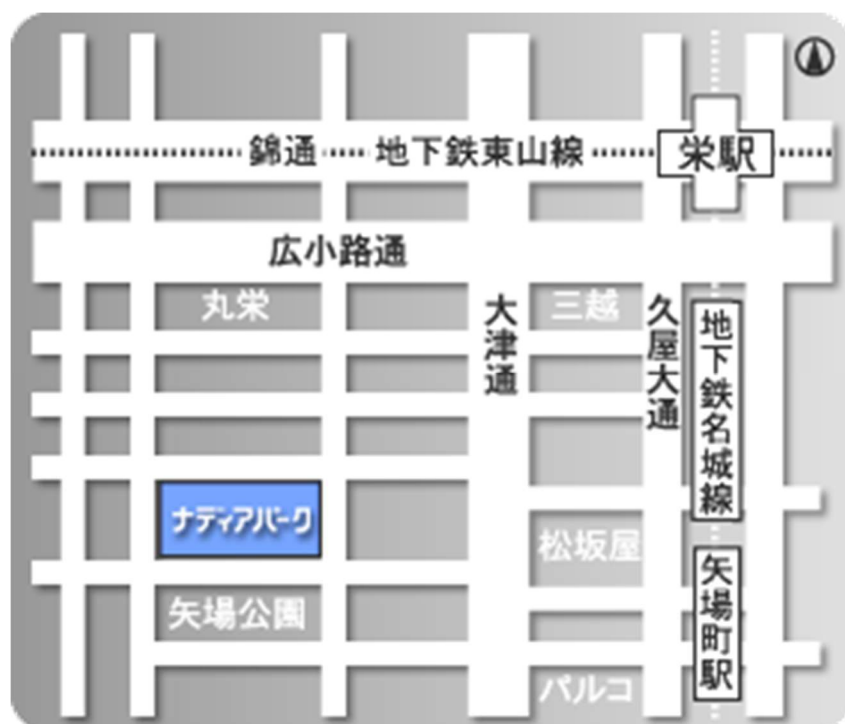 錦通
地下鉄東山線
栄駅
広小路通
丸栄
大津通
三越
久屋大通
地下鉄名城線
ナディアパーク
松坂屋
矢場町駅
矢場公園
パルコ